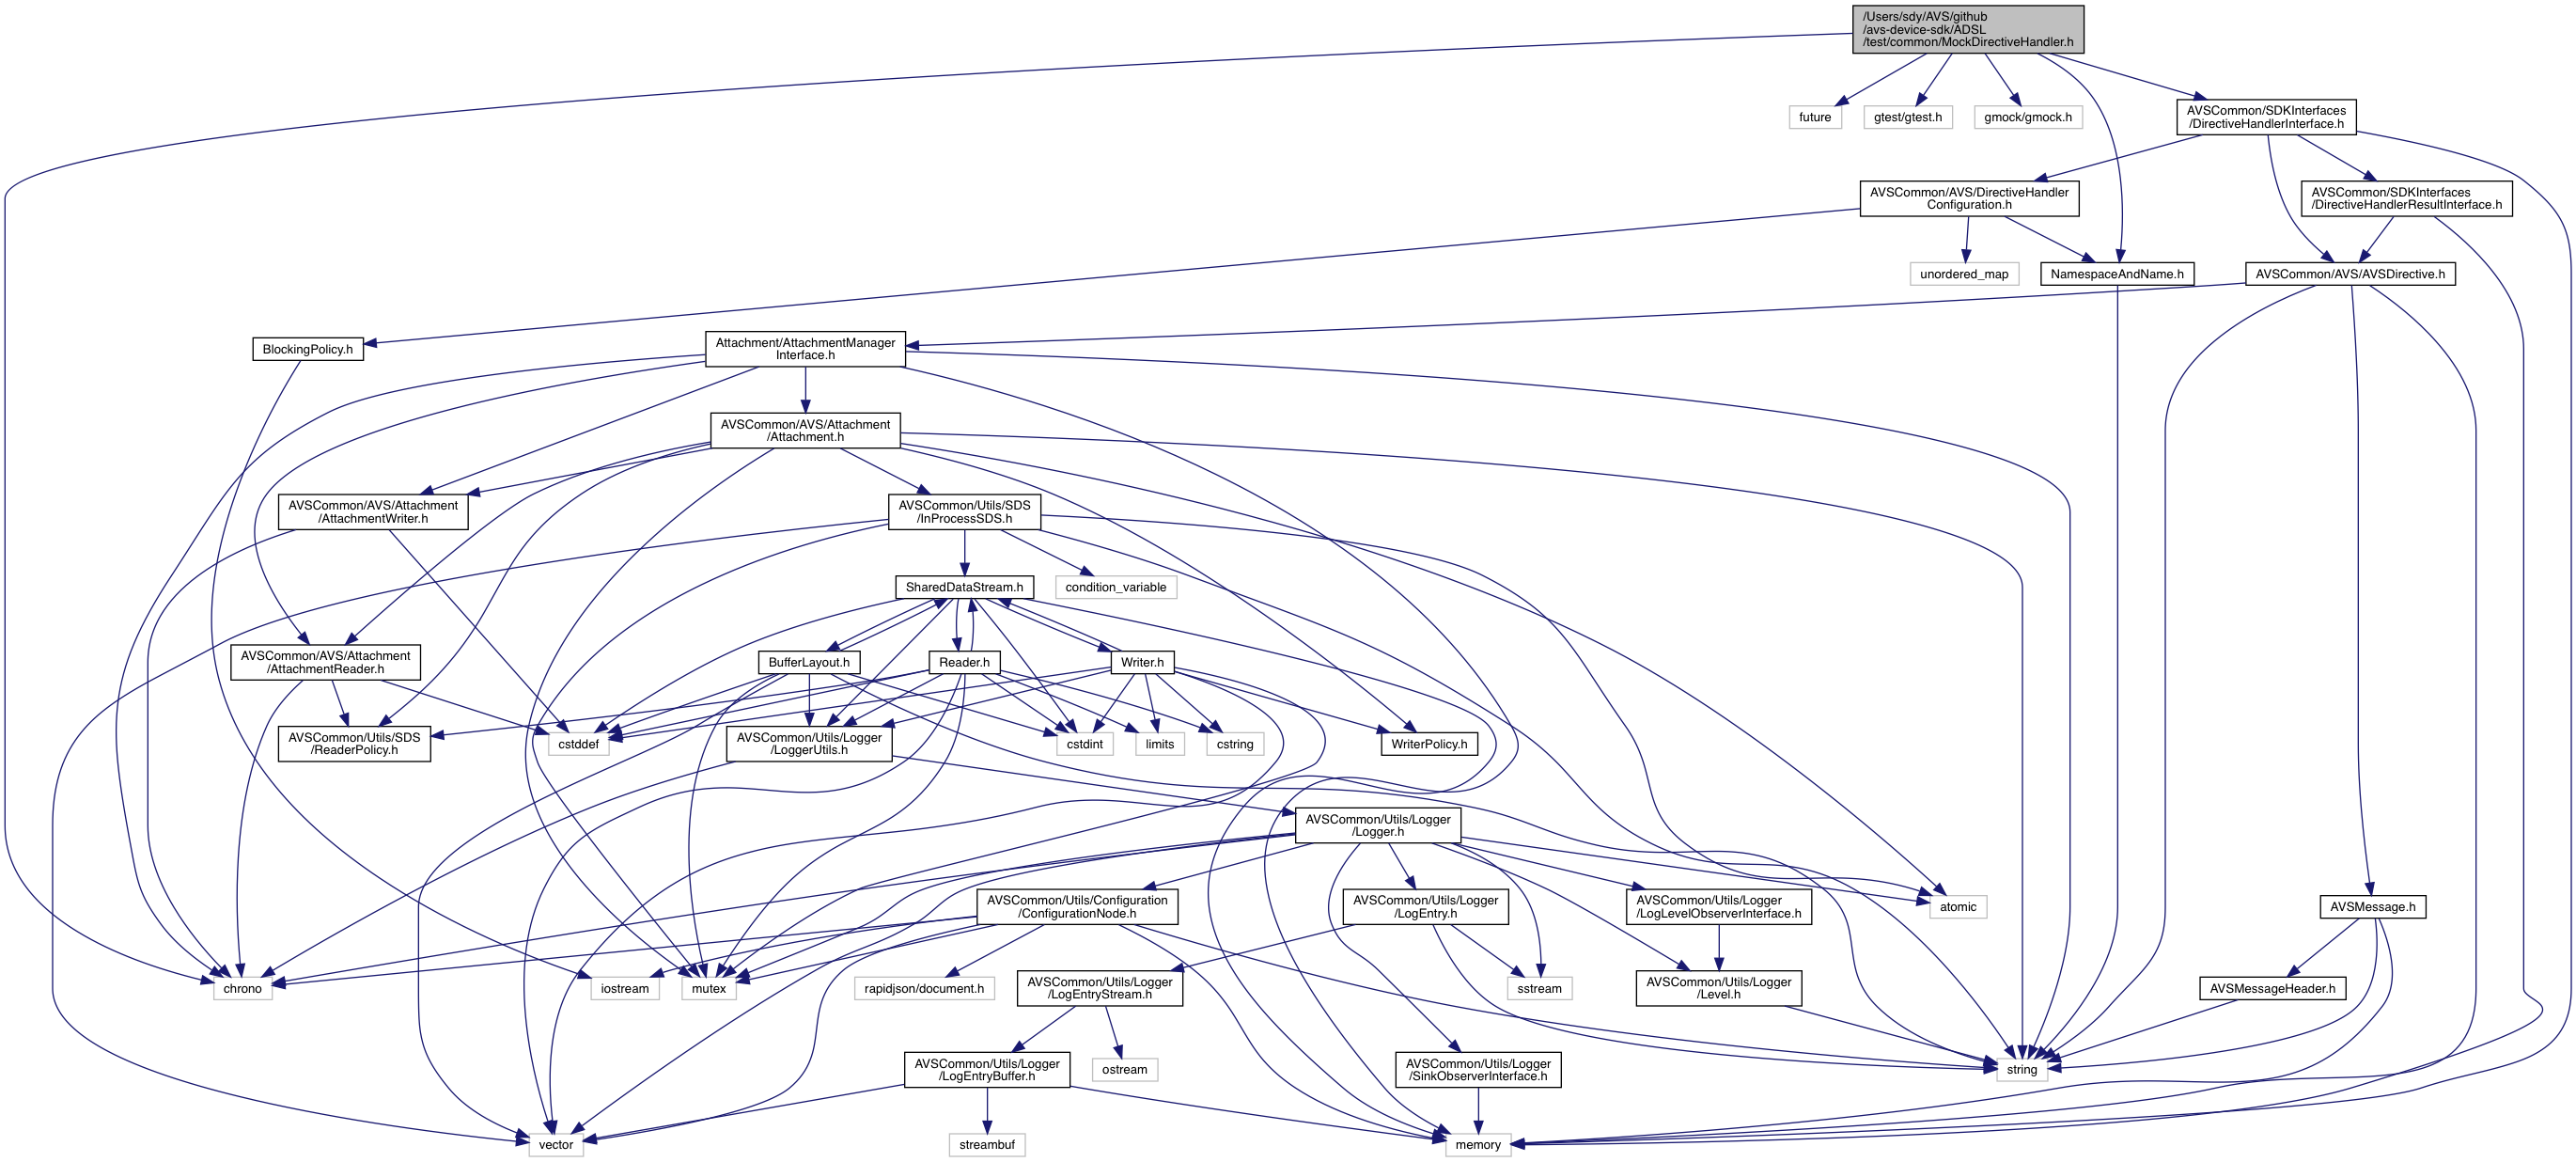 /Users/sdy/AVS/github
/avs-device-sdk/ADSL
/test/common/MockDirectiveHandler.h
future
gtest/gtest.h
gmock/gmock.h
AVSCommon/SDKInterfaces
/DirectiveHandlerInterface.h
AVSCommon/AVS/DirectiveHandler
Configuration.h
AVSCommon/SDKInterfaces
/DirectiveHandlerResultInterface.h
unordered_map
NamespaceAndName.h
AVSCommon/AVS/AVSDirective.h
BlockingPolicy.h
Attachment/AttachmentManager
Interface.h
AVSCommon/AVS/Attachment
/Attachment.h
AVSCommon/AVS/Attachment
/AttachmentWriter.h
AVSCommon/Utils/SDS
/InProcessSDS.h
SharedDataStream.h
condition_variable
AVSCommon/AVS/Attachment
/AttachmentReader.h
BufferLayout.h
Reader.h
Writer.h
AVSCommon/Utils/SDS
/ReaderPolicy.h
cstddef
AVSCommon/Utils/Logger
/LoggerUtils.h
cstdint
limits
cstring
WriterPolicy.h
AVSCommon/Utils/Logger
/Logger.h
AVSCommon/Utils/Configuration
/ConfigurationNode.h
AVSCommon/Utils/Logger
/LogEntry.h
AVSCommon/Utils/Logger
/LogLevelObserverInterface.h
atomic
AVSMessage.h
chrono
iostream
mutex
rapidjson/document.h
AVSCommon/Utils/Logger
/LogEntryStream.h
sstream
AVSCommon/Utils/Logger
/Level.h
AVSMessageHeader.h
AVSCommon/Utils/Logger
/LogEntryBuffer.h
ostream
AVSCommon/Utils/Logger
/SinkObserverInterface.h
string
vector
streambuf
memory